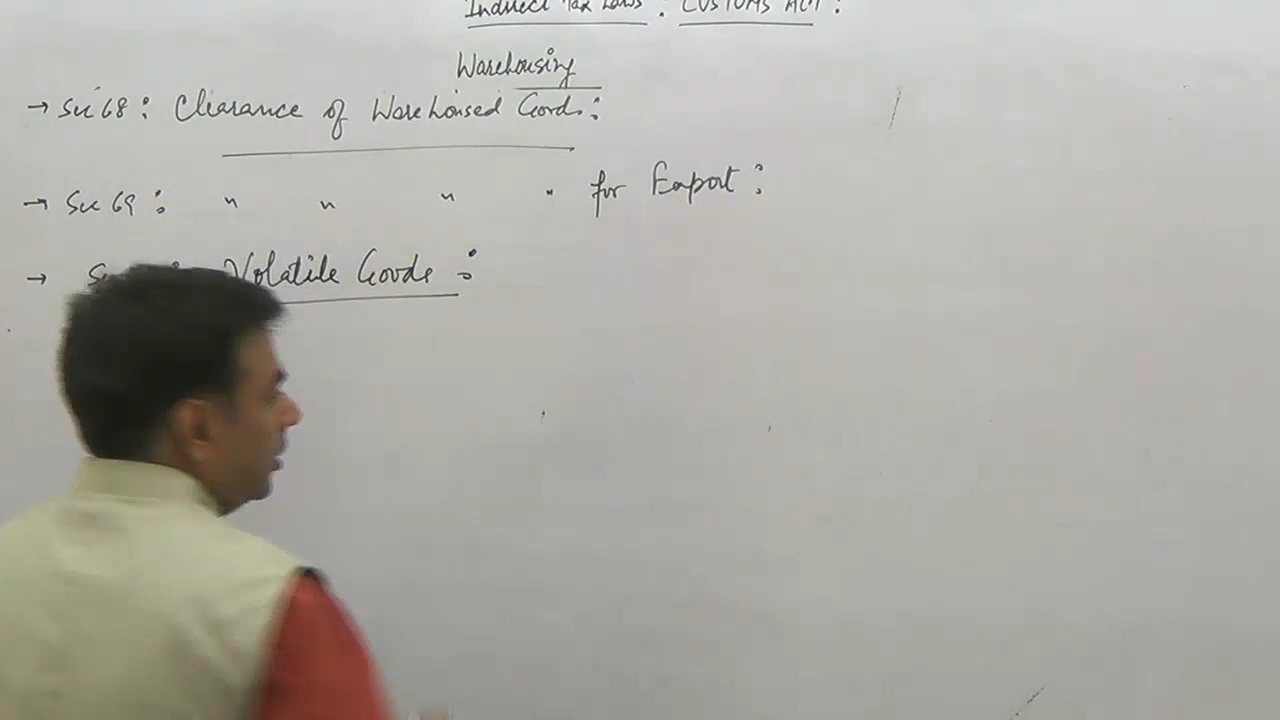 Indirect Tax Laws : CUSTOMS ACT :
Warehousing
→ Sec 68 : Clearance of Warehoused Goods :
→ Sec 69 : " " " " for Export :
→ Volatile Goods :